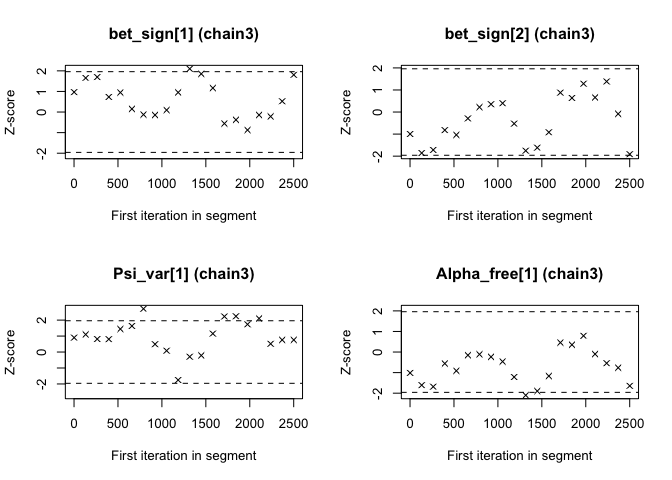 bet_sign[1] (chain3)
Z-score
2
0
-2
0 500 1000 1500 2000 2500
First iteration in segment
bet_sign[2] (chain3)
Z-score
2
0
-2
0 500 1000 1500 2000 2500
First iteration in segment
Psi_var[1] (chain3)
Z-score
2
0
-2
0 500 1000 1500 2000 2500
First iteration in segment
Alpha_free[1] (chain3)
Z-score
2
0
-2
0 500 1000 1500 2000 2500
First iteration in segment